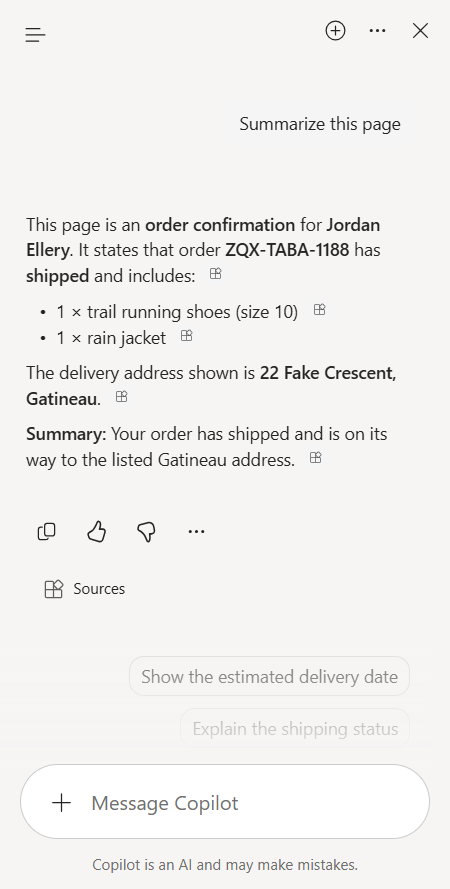 Summarize this page
This page is an order confirmation for Jordan
Ellery. It states that order ZQX-TABA-1188 has
shipped and includes:
• 1 × trail running shoes (size 10)
• 1 × rain jacket
The delivery address shown is 22 Fake Crescent,
Gatineau.
Summary: Your order has shipped and is on its
way to the listed Gatineau address.
Sources
Show the estimated delivery date
Explain the shipping status
Message Copilot
Copilot is an AI and may make mistakes.